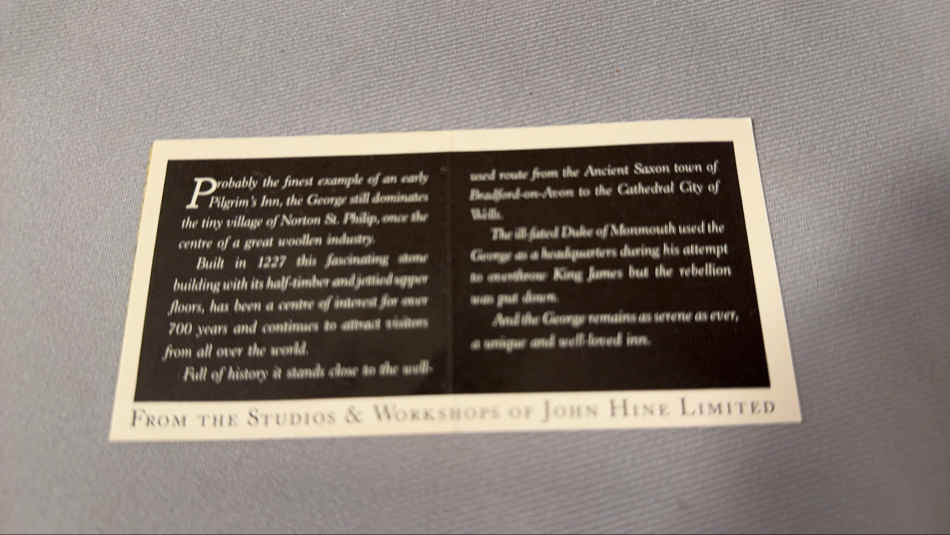 Probably the finest example of an early
Pilgrim's Inn, the George still dominates
the tiny village of Norton St. Philip, once the
centre of a great woollen industry.
Built in 1227 this fascinating stone
building with its half-timber and jettied upper
floors, has been a centre of interest for over
700 years and continues to attract visitors
from all over the world.
Full of history it stands close to the well-
used route from the Ancient Saxon town of
Bradford-on-Avon to the Cathedral City of
Wells.
The ill-fated Duke of Monmouth used the
George as a headquarters during his attempt
to overthrow King James but the rebellion
was put down.
And the George remains as serene as ever,
a unique and well-loved inn.
FROM THE STUDIOS & WORKSHOPS OF JOHN HINE LIMITED